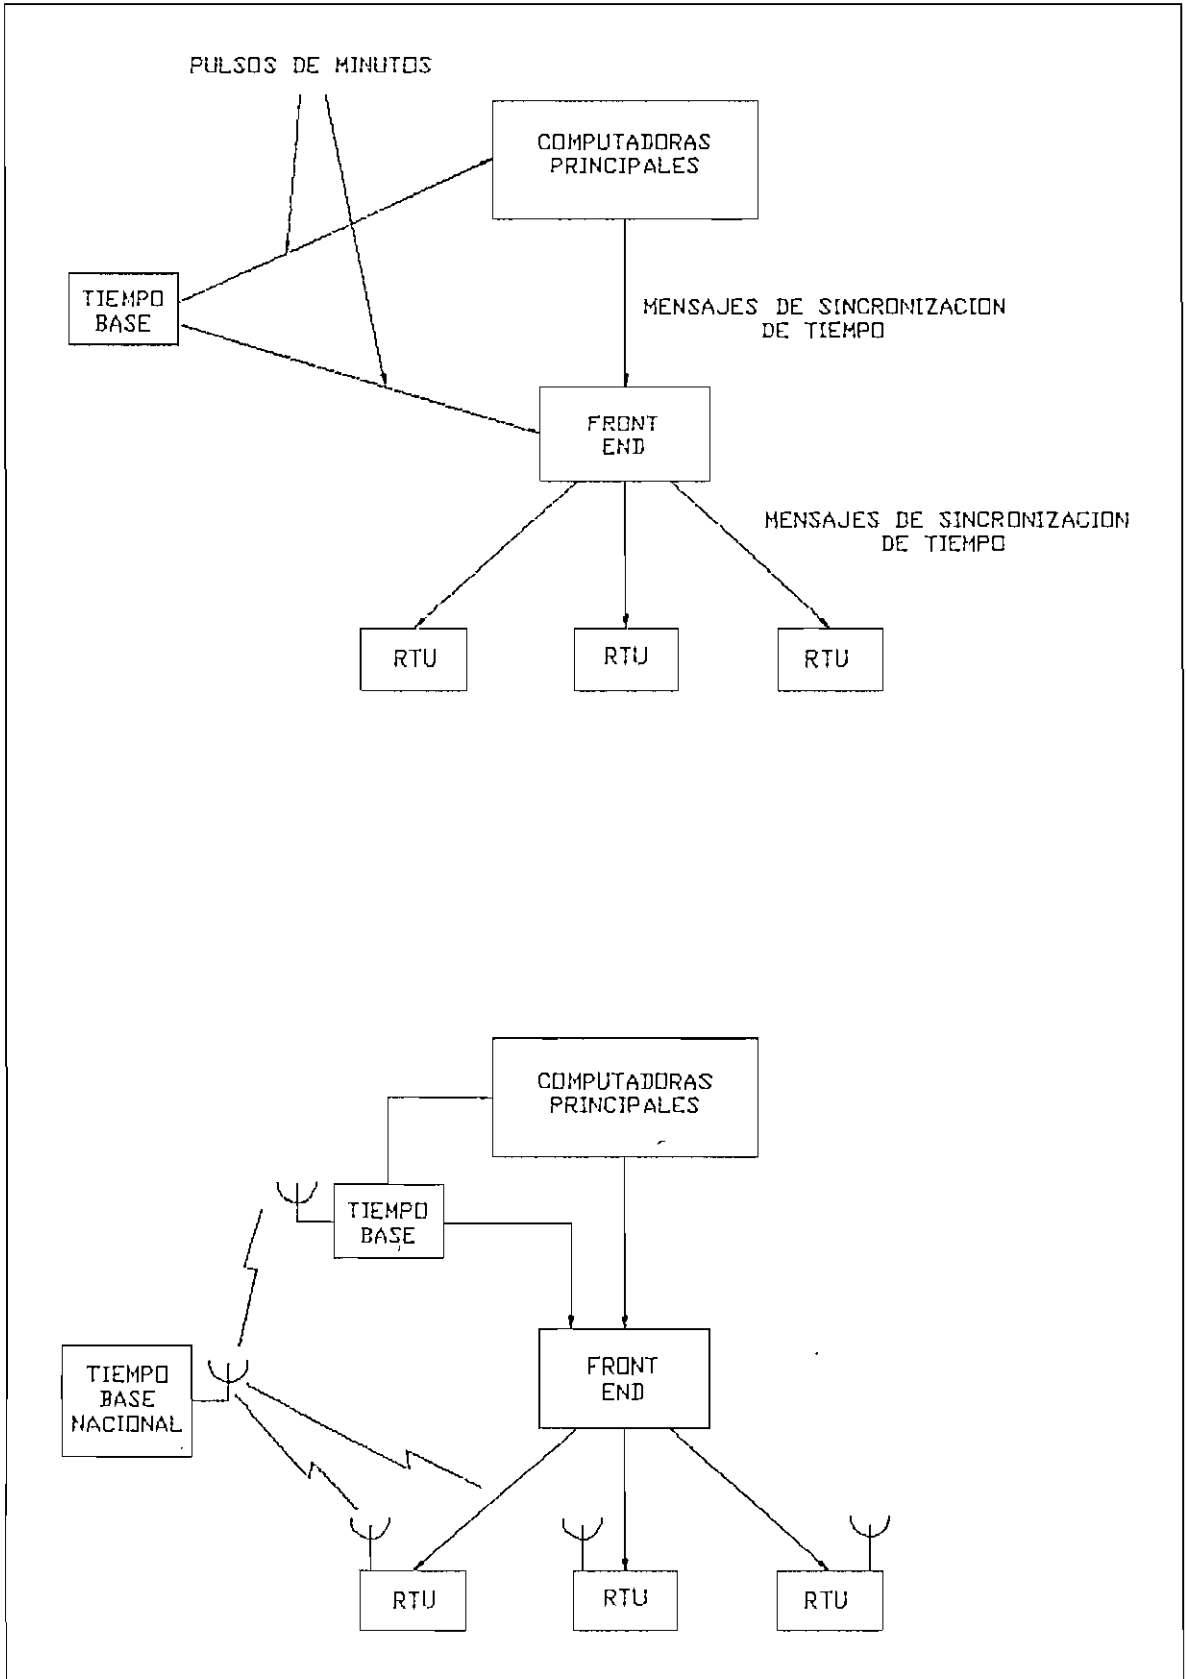 PULSOS DE MINUTOS
COMPUTADORAS
PRINCIPALES
TIEMPO
BASE
MENSAJES DE SINCRONIZACION
DE TIEMPO
FRONT
END
MENSAJES DE SINCRONIZACION
DE TIEMPO
RTU
RTU
RTU
COMPUTADORAS
PRINCIPALES
TIEMPO
BASE
TIEMPO
BASE
NACIONAL
FRONT
END
RTU
RTU
RTU